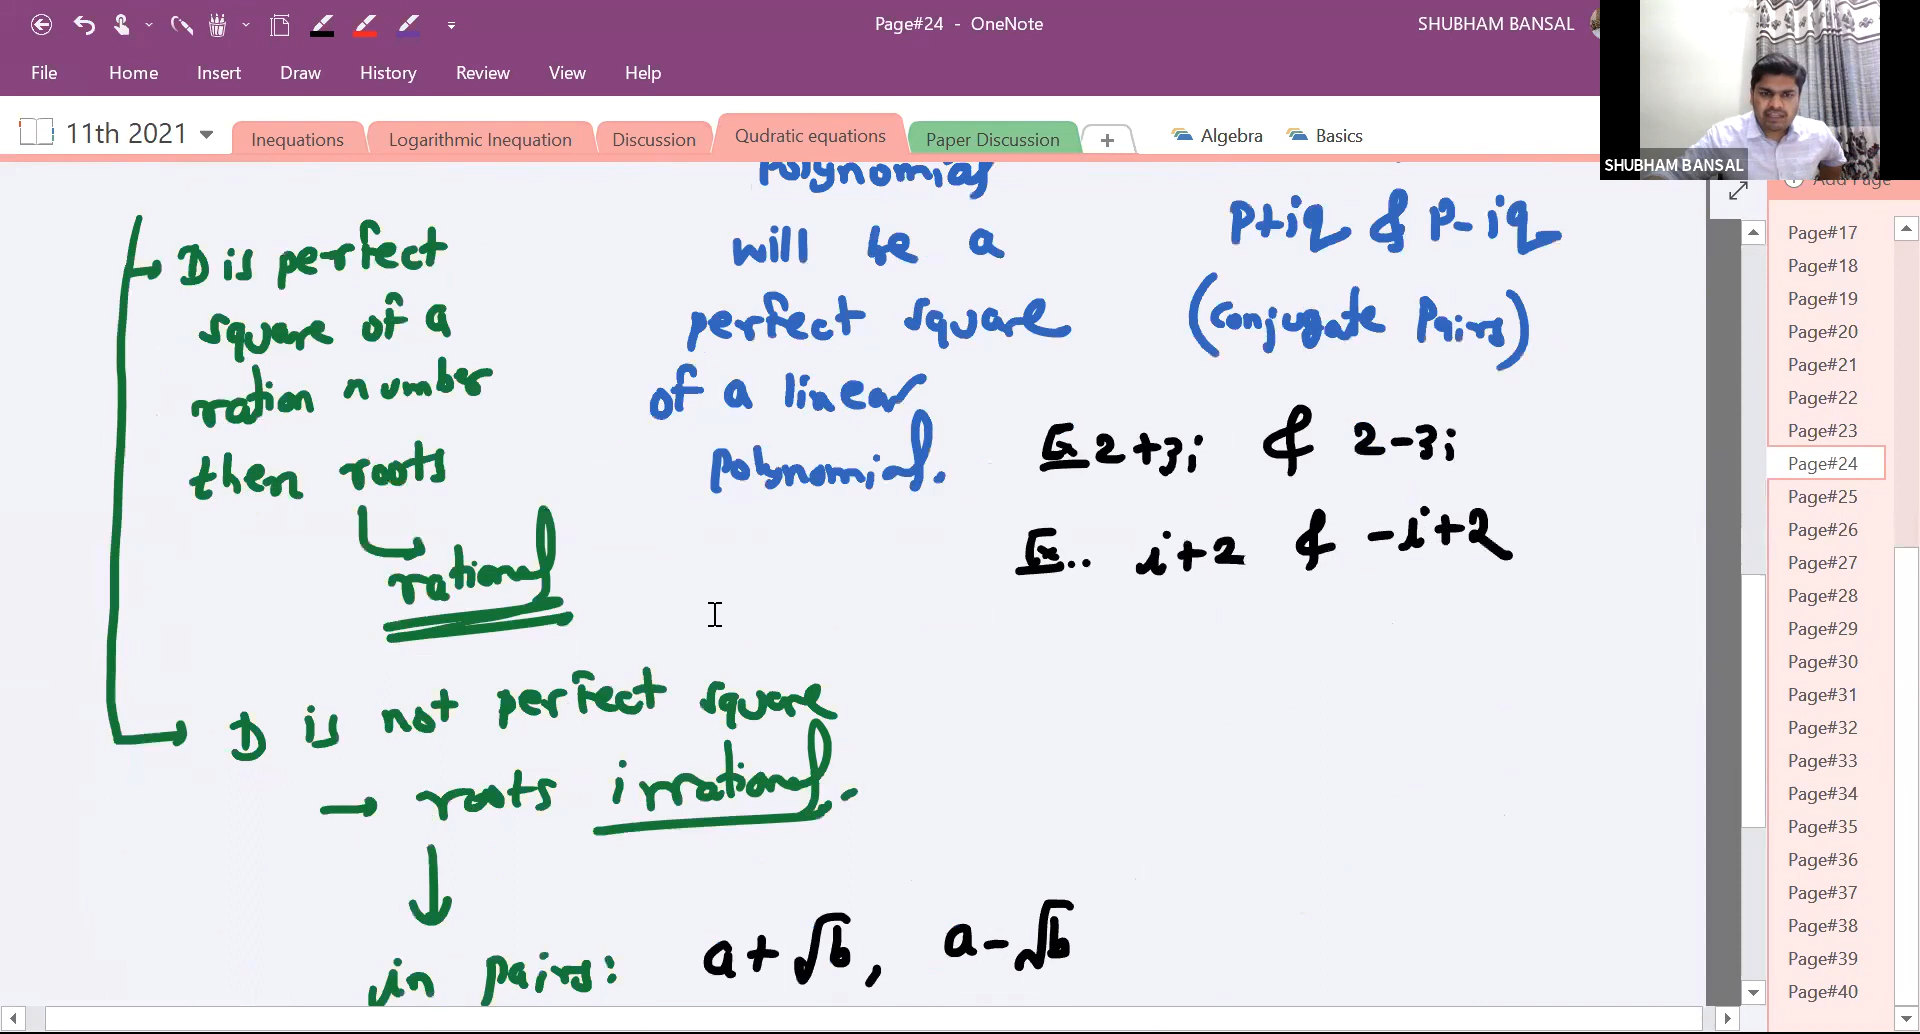 Page#24 - OneNote
SHUBHAM BANSAL
File Home Insert Draw History Review View Help
11th 2021
Inequations
Logarithmic Inequation
Discussion
Qudratic equations
Paper Discussion
+
Algebra
Basics
SHUBHAM BANSAL
Add Page
Page#17
Page#18
Page#19
Page#20
Page#21
Page#22
Page#23
Page#24
Page#25
Page#26
Page#27
Page#28
Page#29
Page#30
Page#31
Page#32
Page#33
Page#34
Page#35
Page#36
Page#37
Page#38
Page#39
Page#40
D is perfect
square of a
ration number
then roots
rational
D is not perfect square
→ roots irrational.
in pairs: a+√b, a-√b
Polynomial
will be a
perfect square
of a linear
polynomial.
P+iq & P-iq
(Conjugate Pairs)
Ex 2+3i & 2-3i
Ex.. i+2 & -i+2